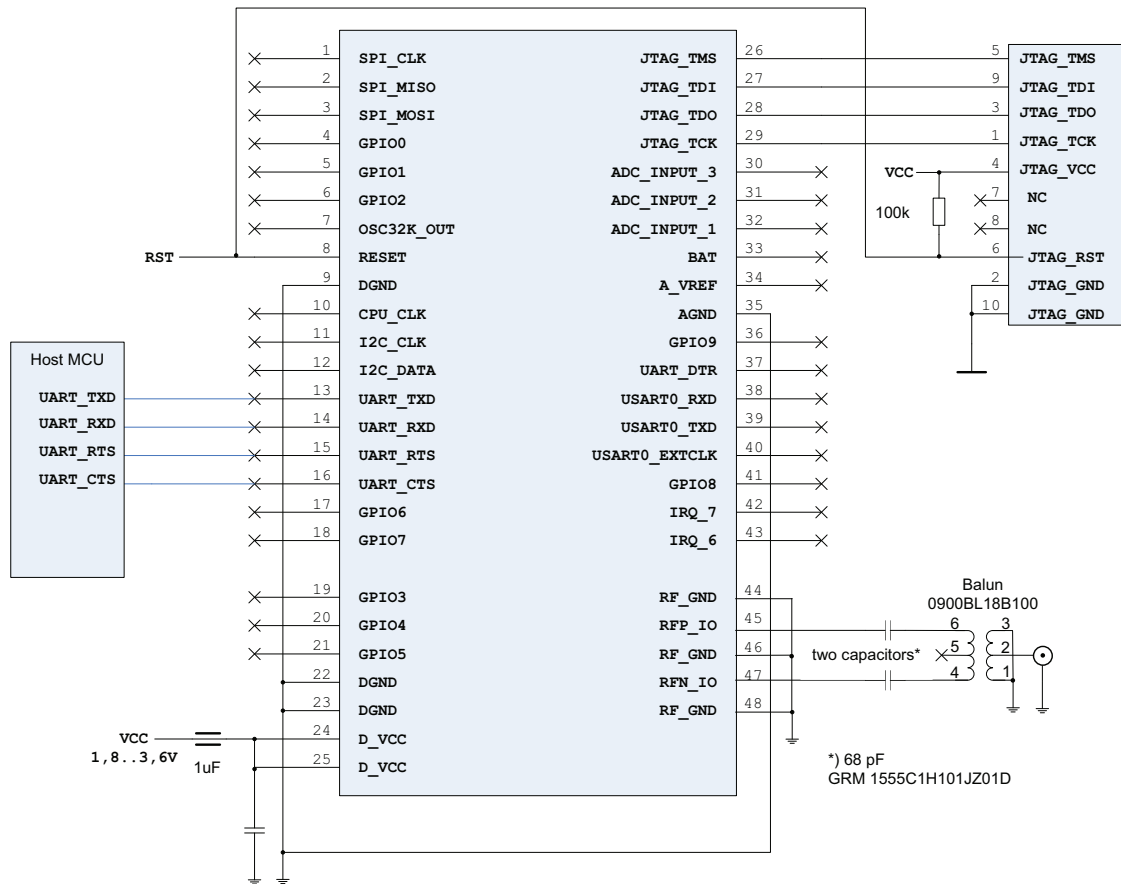 1 SPI_CLK JTAG_TMS 26 5 JTAG_TMS
2 SPI_MISO JTAG_TDI 27 9 JTAG_TDI
3 SPI_MOSI JTAG_TDO 28 3 JTAG_TDO
4 GPIO0 JTAG_TCK 29 1 JTAG_TCK
5 GPIO1 ADC_INPUT_3 30 VCC 4 JTAG_VCC
6 GPIO2 ADC_INPUT_2 31 7 NC
100k
7 OSC32K_OUT ADC_INPUT_1 32 8 NC
RST 8 RESET BAT 33 6 JTAG_RST
9 DGND A_VREF 34 2 JTAG_GND
10 CPU_CLK AGND 35 10 JTAG_GND
11 I2C_CLK GPIO9 36
Host MCU
12 I2C_DATA UART_DTR 37
UART_TXD 13 UART_TXD USART0_RXD 38
UART_RXD 14 UART_RXD USART0_TXD 39
UART_RTS 15 UART_RTS USART0_EXTCLK 40
UART_CTS 16 UART_CTS GPIO8 41
17 GPIO6 IRQ_7 42
18 GPIO7 IRQ_6 43
Balun
0900BL18B100
19 GPIO3 RF_GND 44
20 GPIO4 RFP_IO 45 6 3
21 GPIO5 RF_GND 46 two capacitors* 5 2
22 DGND RFN_IO 47 4 1
23 DGND RF_GND 48
VCC 24 D_VCC
1,8..3,6V
1uF 25 D_VCC
*) 68 pF
GRM 1555C1H101JZ01D